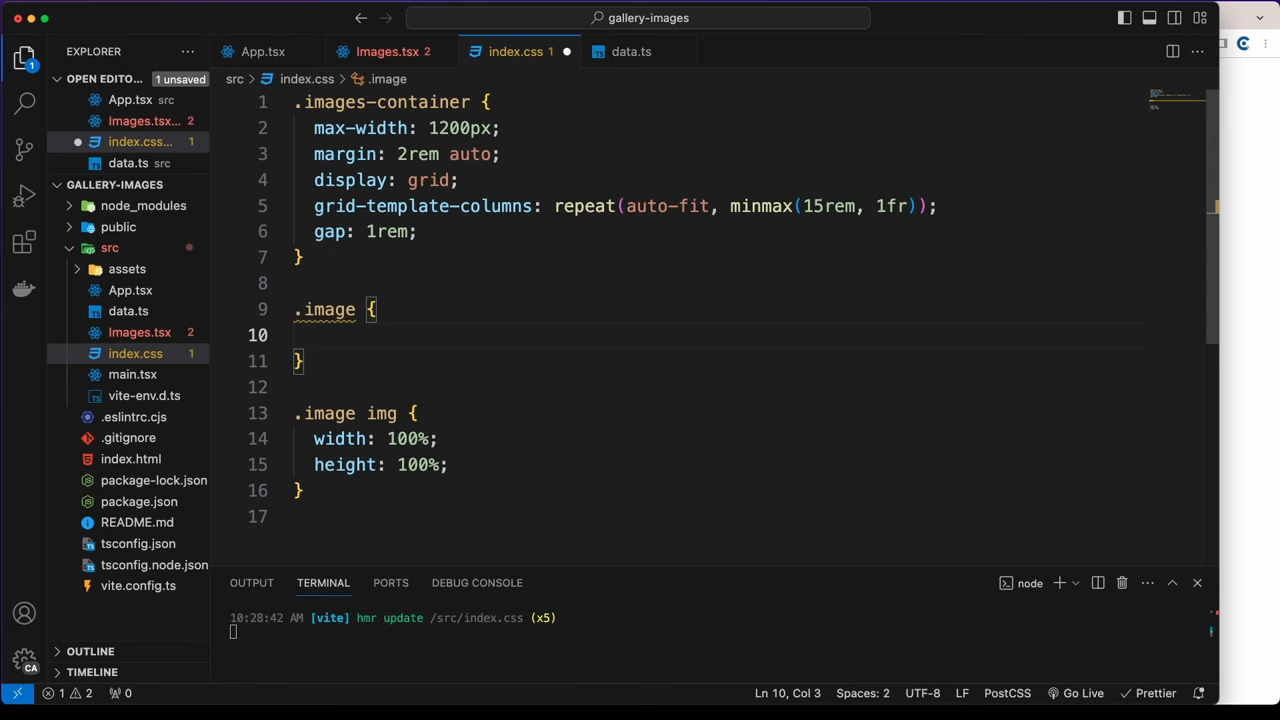 gallery-images
EXPLORER
OPEN EDITO... 1 unsaved
App.tsx src
Images.tsx... 2
index.css... 1
data.ts src
GALLERY-IMAGES
node_modules
public
src
assets
App.tsx
data.ts
Images.tsx 2
index.css 1
main.tsx
vite-env.d.ts
.eslintrc.cjs
.gitignore
index.html
package-lock.json
package.json
README.md
tsconfig.json
tsconfig.node.json
vite.config.ts
OUTLINE
TIMELINE
App.tsx Images.tsx 2 index.css 1 data.ts
src index.css .image
1 .images-container {
2 max-width: 1200px;
3 margin: 2rem auto;
4 display: grid;
5 grid-template-columns: repeat(auto-fit, minmax(15rem, 1fr));
6 gap: 1rem;
7 }
8
9 .image {
10
11 }
12
13 .image img {
14 width: 100%;
15 height: 100%;
16 }
17
OUTPUT TERMINAL PORTS DEBUG CONSOLE node
10:28:42 AM [vite] hmr update /src/index.css (x5)
1
CA
1 2 0 Ln 10, Col 3 Spaces: 2 UTF-8 LF PostCSS Go Live Prettier